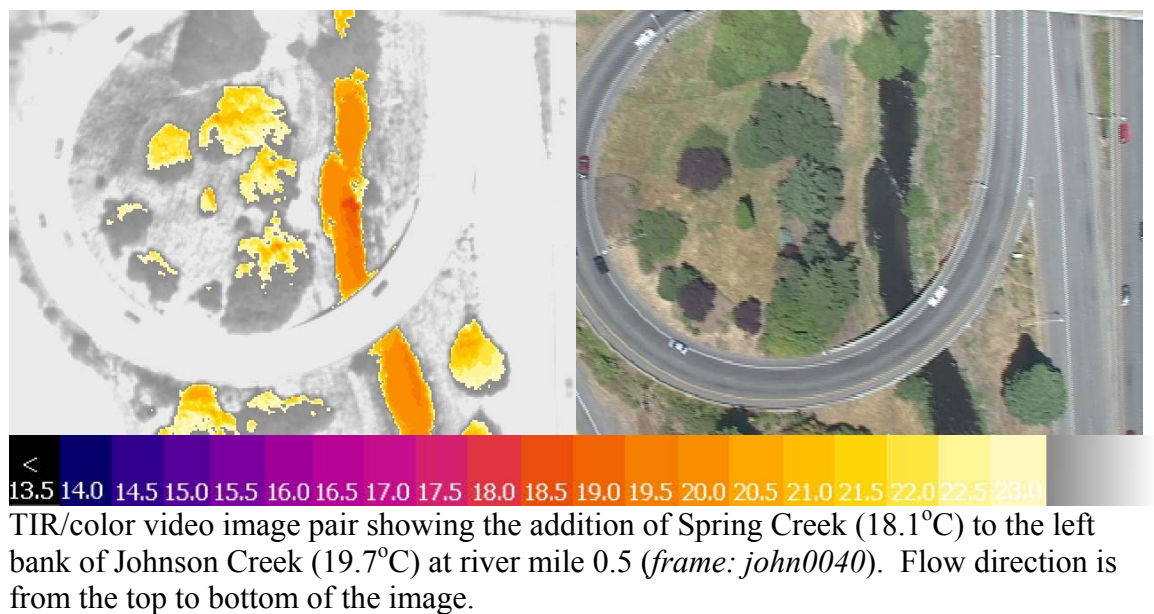 <
13.5 14.0 14.5 15.0 15.5 16.0 16.5 17.0 17.5 18.0 18.5 19.0 19.5 20.0 20.5 21.0 21.5 22.0 22.5 23.0
TIR/color video image pair showing the addition of Spring Creek (18.1°C) to the left
bank of Johnson Creek (19.7°C) at river mile 0.5 (frame: john0040).  Flow direction is
from the top to bottom of the image.